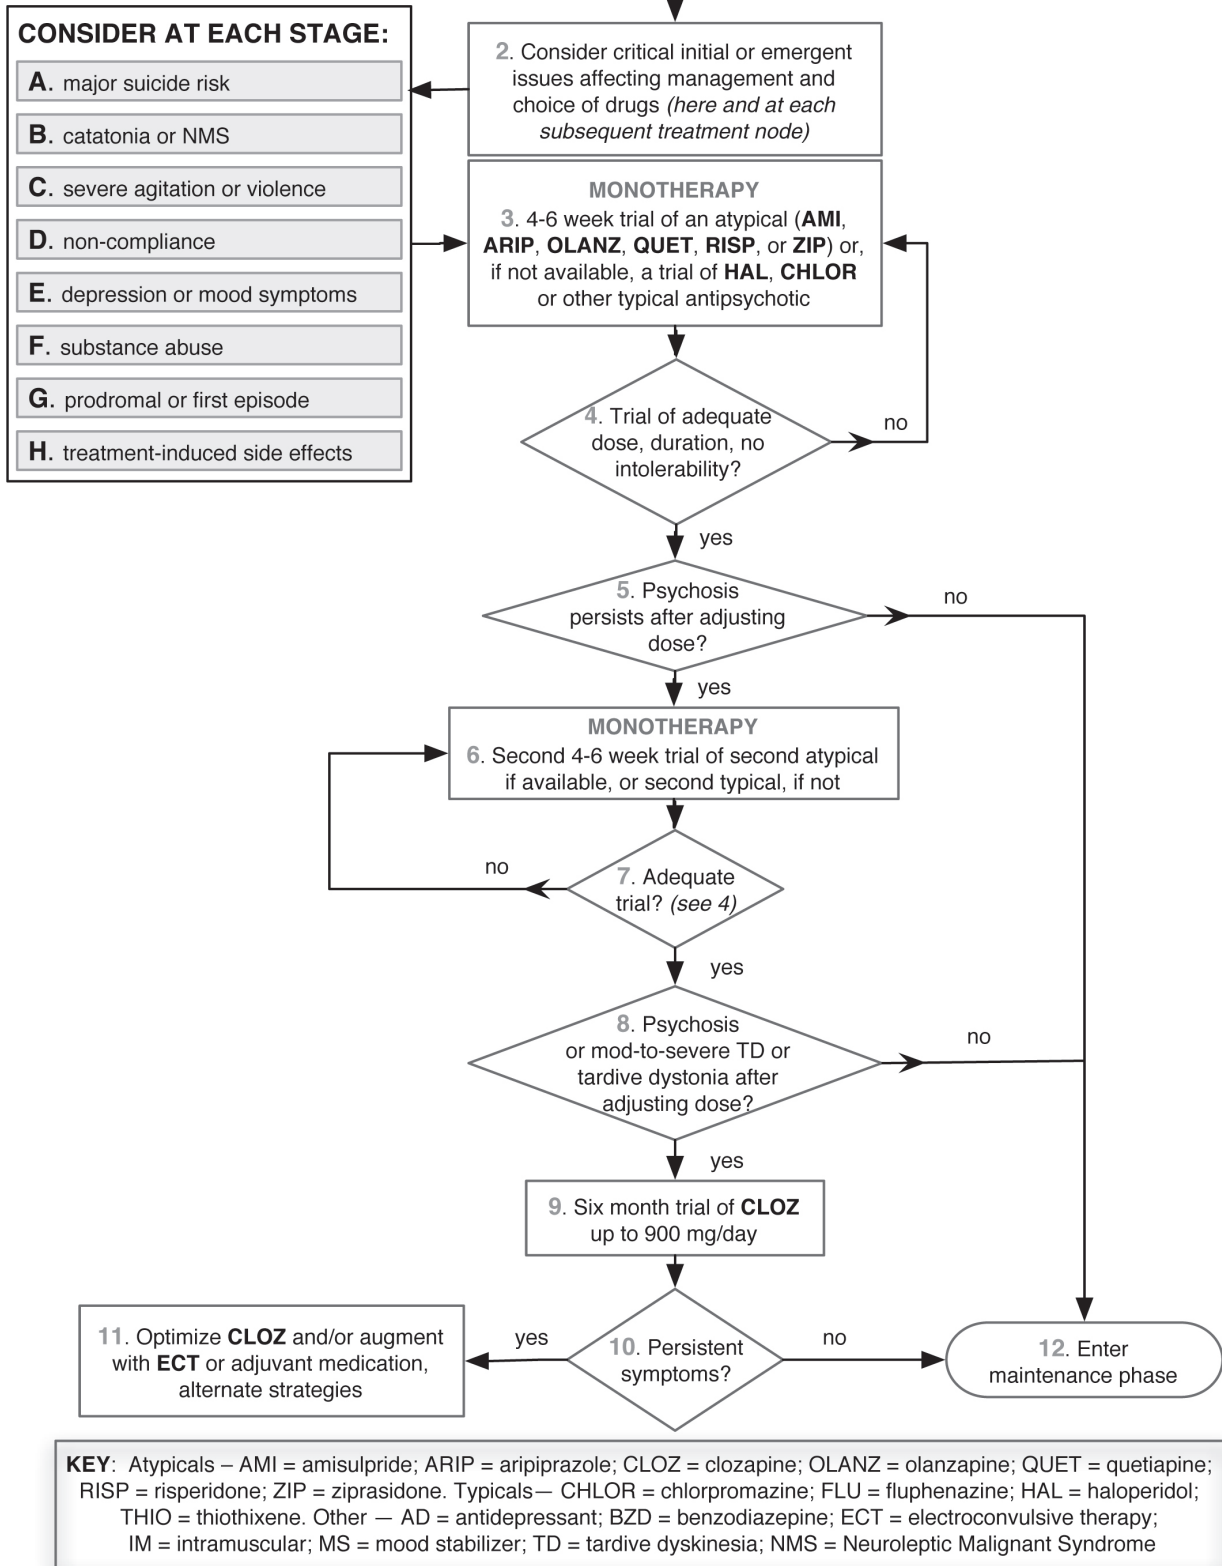 CONSIDER AT EACH STAGE:
A. major suicide risk
B. catatonia or NMS
C. severe agitation or violence
D. non-compliance
E. depression or mood symptoms
F. substance abuse
G. prodromal or first episode
H. treatment-induced side effects
2. Consider critical initial or emergent
issues affecting management and
choice of drugs (here and at each
subsequent treatment node)
MONOTHERAPY
3. 4-6 week trial of an atypical (AMI,
ARIP, OLANZ, QUET, RISP, or ZIP) or,
if not available, a trial of HAL, CHLOR
or other typical antipsychotic
4. Trial of adequate
dose, duration, no
intolerability?
no
yes
5. Psychosis
persists after adjusting
dose?
no
yes
MONOTHERAPY
6. Second 4-6 week trial of second atypical
if available, or second typical, if not
7. Adequate
trial? (see 4)
no
yes
8. Psychosis
or mod-to-severe TD or
tardive dystonia after
adjusting dose?
no
yes
9. Six month trial of CLOZ
up to 900 mg/day
10. Persistent
symptoms?
yes
no
11. Optimize CLOZ and/or augment
with ECT or adjuvant medication,
alternate strategies
12. Enter
maintenance phase
KEY: Atypicals – AMI = amisulpride; ARIP = aripiprazole; CLOZ = clozapine; OLANZ = olanzapine; QUET = quetiapine;
RISP = risperidone; ZIP = ziprasidone. Typicals— CHLOR = chlorpromazine; FLU = fluphenazine; HAL = haloperidol;
THIO = thiothixene. Other — AD = antidepressant; BZD = benzodiazepine; ECT = electroconvulsive therapy;
IM = intramuscular; MS = mood stabilizer; TD = tardive dyskinesia; NMS = Neuroleptic Malignant Syndrome